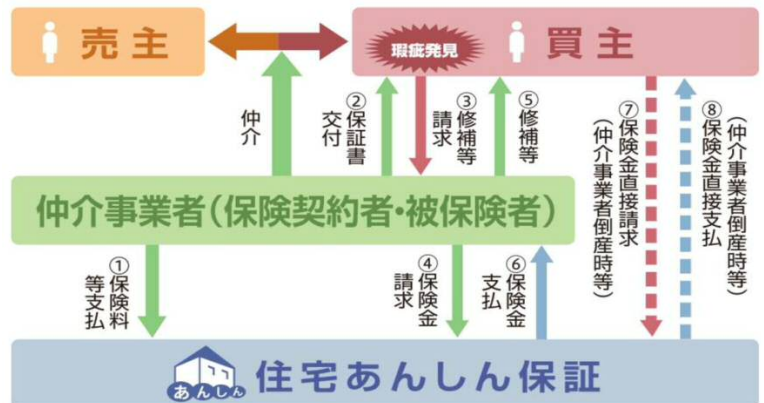 売主
瑕疵発見
買主
仲介
②保証書
交付
③修補等
請求
⑤修補等
⑦保険金直接請求
（仲介事業者倒産時等）
⑧保険金直接支払
（仲介事業者倒産時等）
仲介事業者（保険契約者・被保険者）
①保険料
等支払
④保険金
請求
⑥保険金
支払
あんしん
住宅あんしん保証